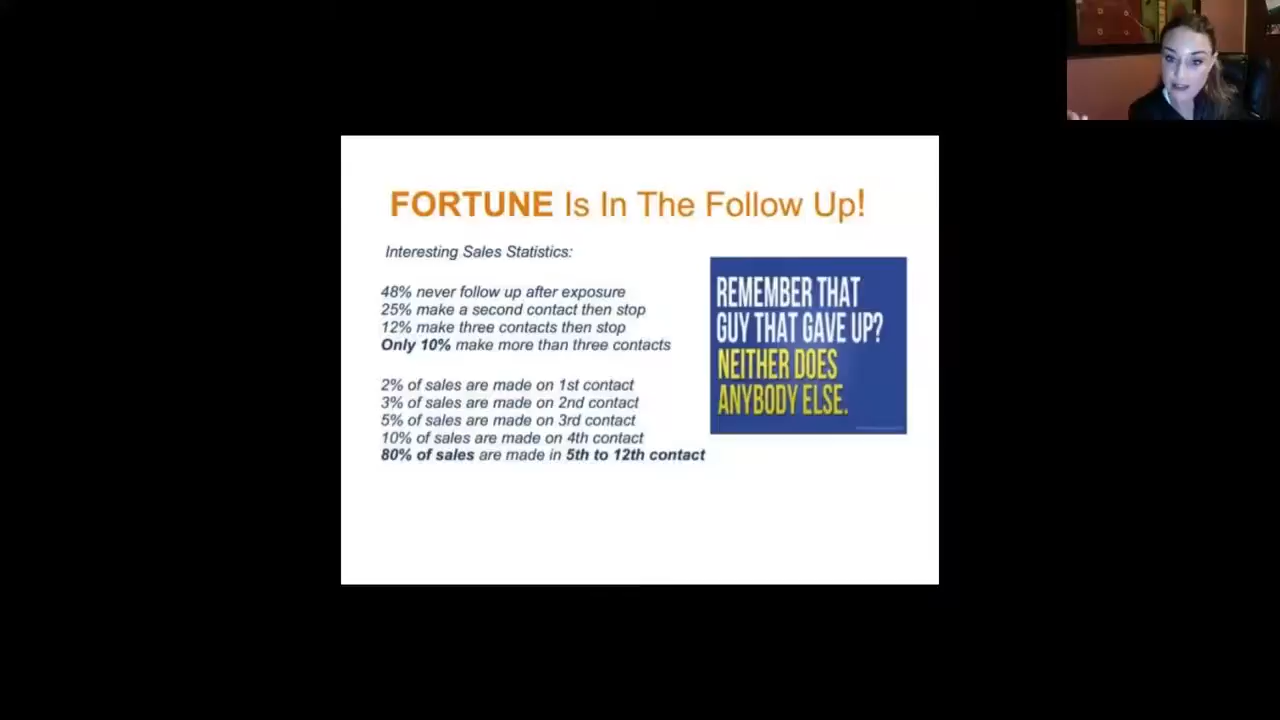 FORTUNE Is In The Follow Up!
Interesting Sales Statistics:
48% never follow up after exposure
25% make a second contact then stop
12% make three contacts then stop
Only 10% make more than three contacts
2% of sales are made on 1st contact
3% of sales are made on 2nd contact
5% of sales are made on 3rd contact
10% of sales are made on 4th contact
80% of sales are made in 5th to 12th contact
REMEMBER THAT
GUY THAT GAVE UP?
NEITHER DOES
ANYBODY ELSE.